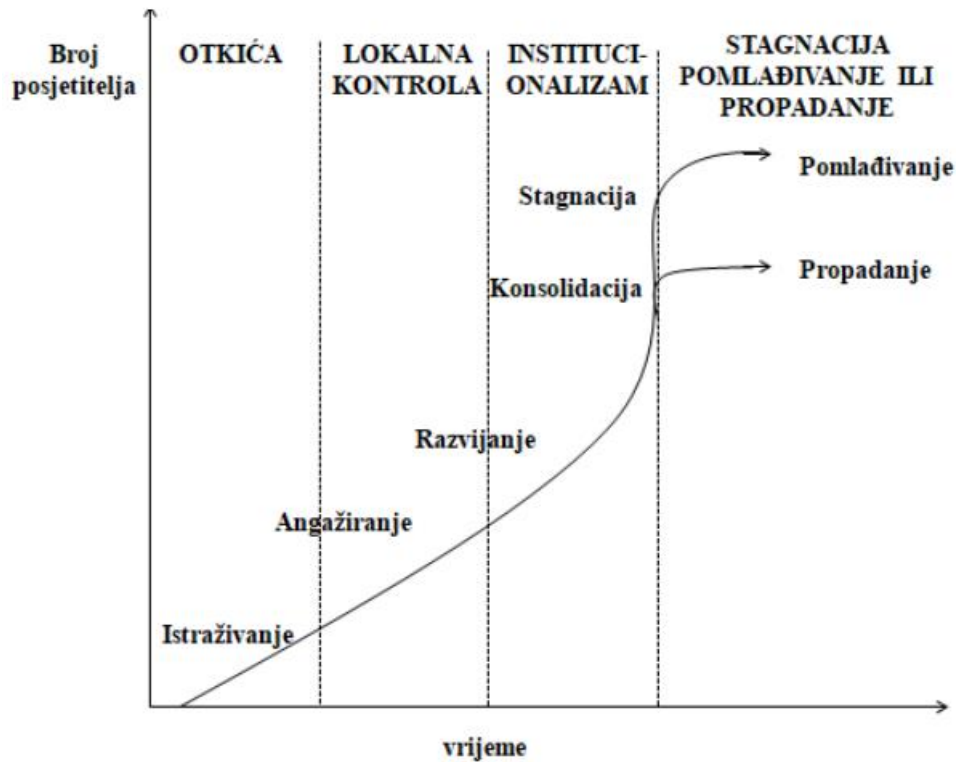 Broj
posjetitelja
OTKIĆA
LOKALNA
KONTROLA
INSTITUCI-
ONALIZAM
STAGNACIJA
POMLAĐIVANJE ILI
PROPADANJE
Pomlađivanje
Stagnacija
Propadanje
Konsolidacija
Razvijanje
Angažiranje
Istraživanje
vrijeme